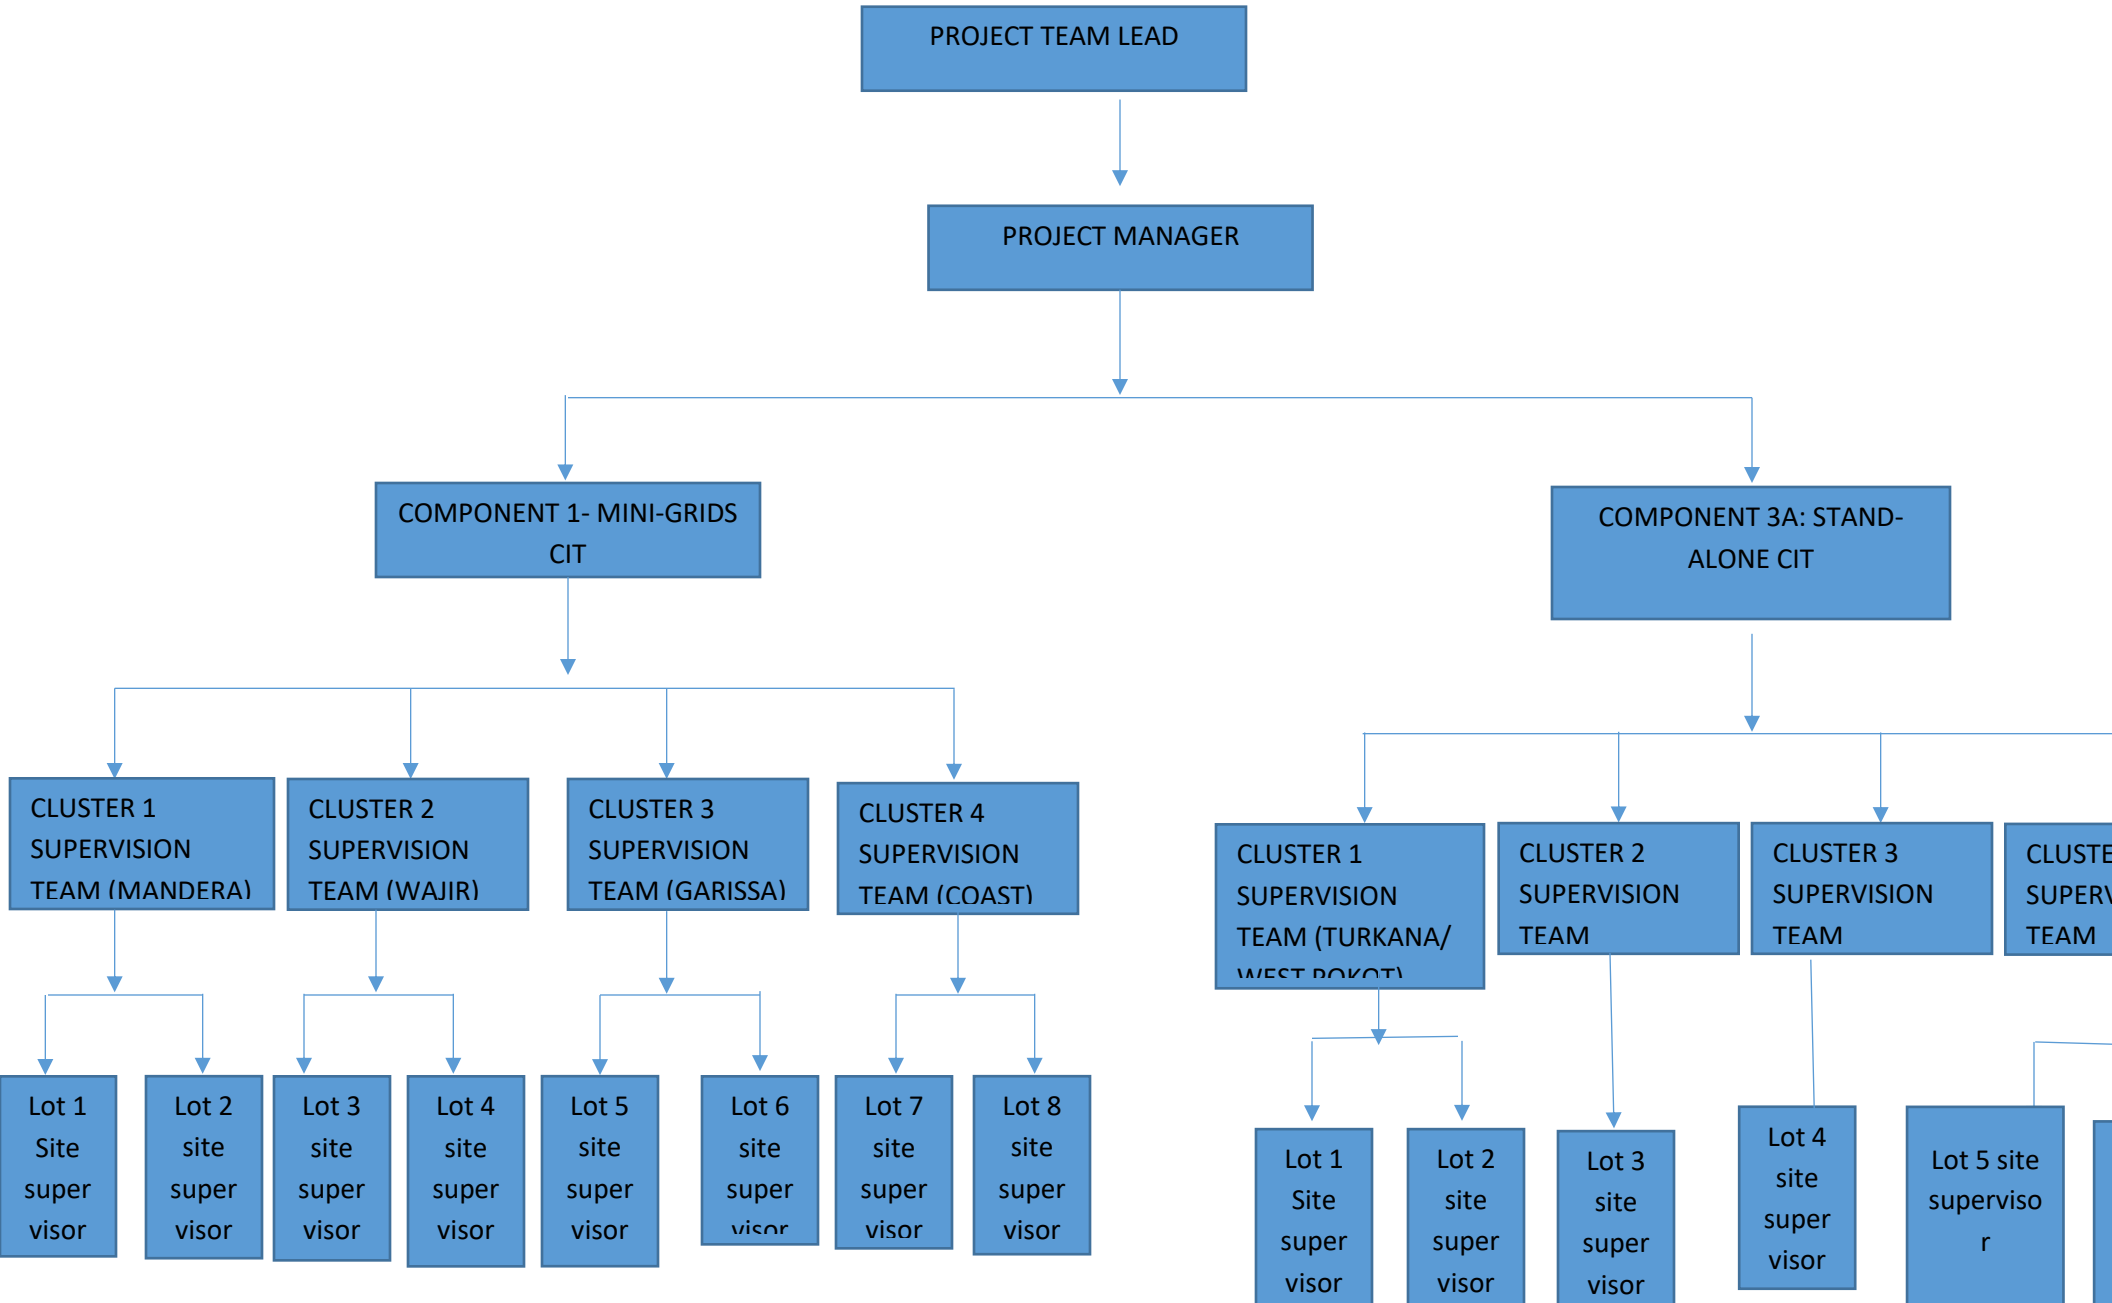 PROJECT TEAM LEAD
PROJECT MANAGER
COMPONENT 1- MINI-GRIDS
CIT
COMPONENT 3A: STAND-
ALONE CIT
CLUSTER 1
SUPERVISION
TEAM (MANDERA)
CLUSTER 2
SUPERVISION
TEAM (WAJIR)
CLUSTER 3
SUPERVISION
TEAM (GARISSA)
CLUSTER 4
SUPERVISION
TEAM (COAST)
CLUSTER 1
SUPERVISION
TEAM (TURKANA/
WEST POKOT)
CLUSTER 2
SUPERVISION
TEAM
CLUSTER 3
SUPERVISION
TEAM
TEAM
Lot 1
Site
super
visor
Lot 2
site
super
visor
Lot 3
site
super
visor
Lot 4
site
super
visor
Lot 5
site
super
visor
Lot 6
site
super
visor
Lot 7
site
super
visor
Lot 8
site
super
visor
Lot 1
Site
super
visor
Lot 2
site
super
visor
Lot 3
site
super
visor
Lot 4
site
super
visor
Lot 5 site
superviso
r